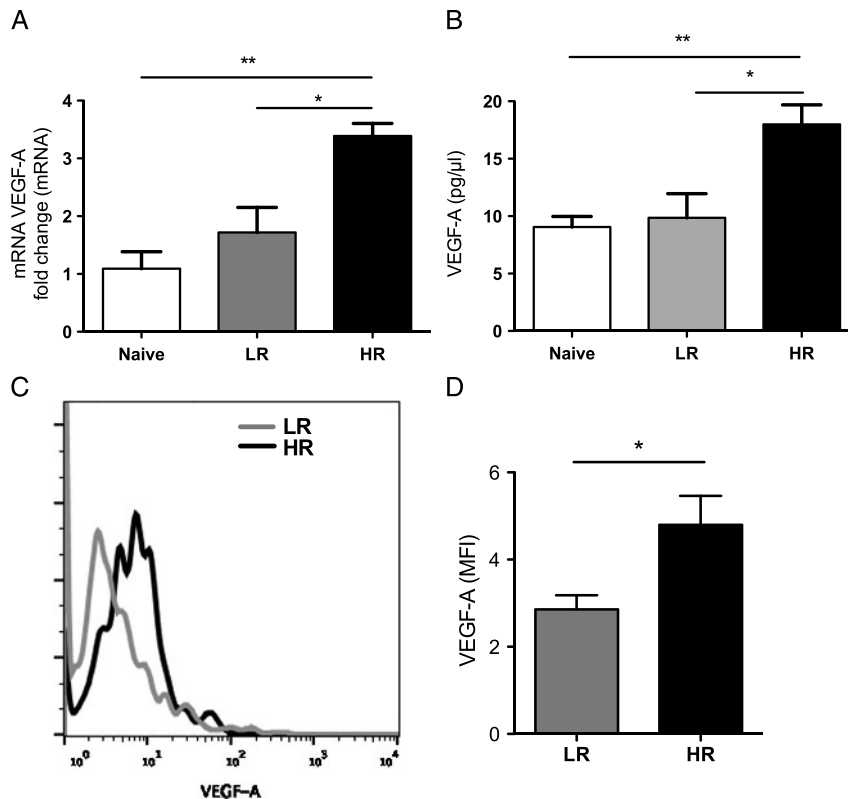 A
**
*
mRNA VEGF-A
fold change (mRNA)
4
3
2
1
0
Naive
LR
HR
B
**
*
VEGF-A (pg/µl)
20
15
10
5
0
Naive
LR
HR
C
LR
HR
10⁰
10¹
10²
10³
10⁴
VEGF-A
D
*
VEGF-A (MFI)
6
4
2
0
LR
HR